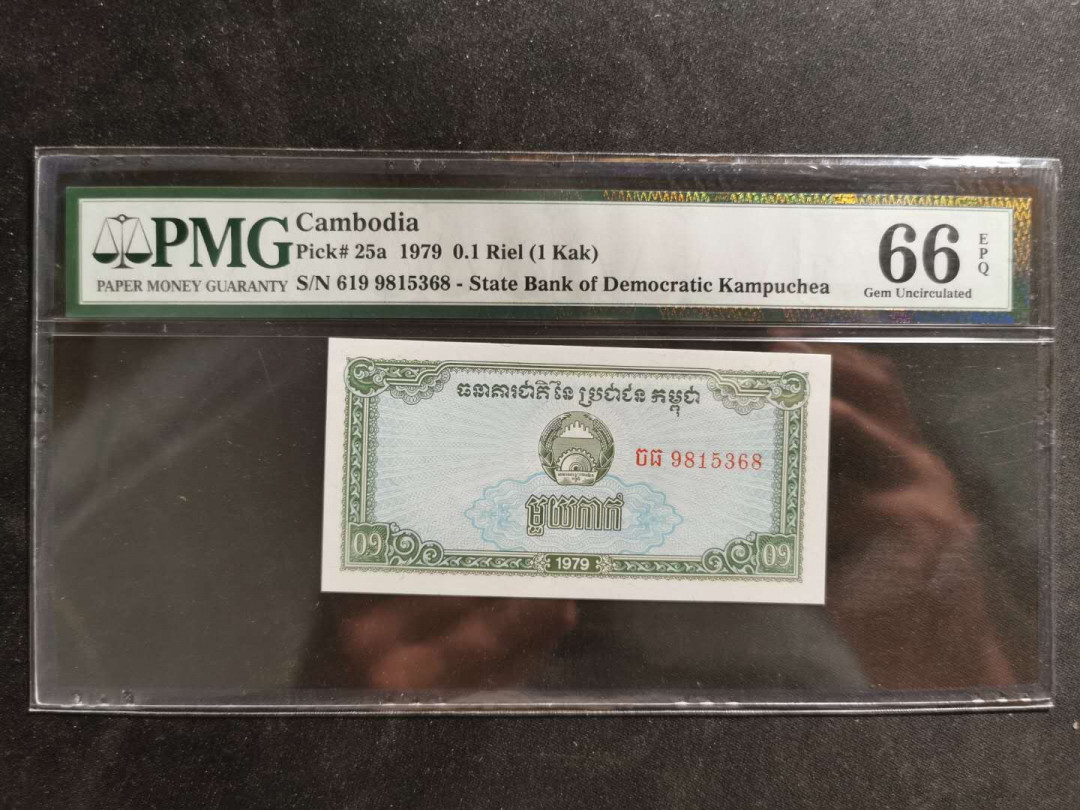 PMG
PAPER MONEY GUARANTY
Cambodia
Pick# 25a 1979 0.1 Riel (1 Kak)
S/N 619 9815368 - State Bank of Democratic Kampuchea
66 EPQ
Gem Uncirculated
ធនាគារជាតិនៃ ប្រជាជន កម្ពុជា
ចធ 9815368
មួយកាក់
០១ 1979 ០១